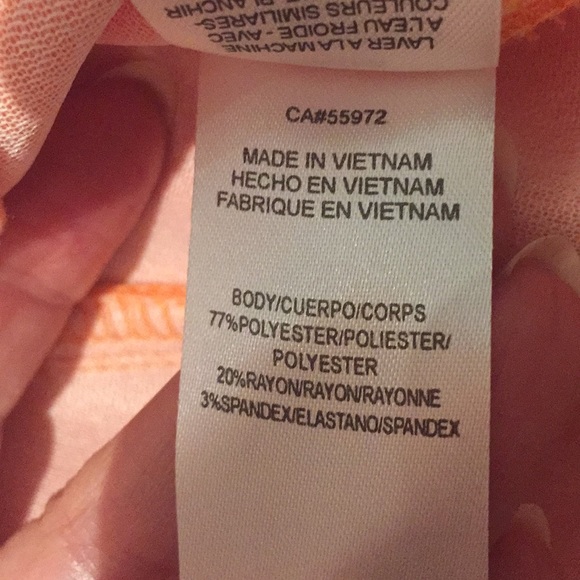 COULEURS SIMILIARES-
À L'EAU FROIDE - AVEC
LAVER A LA MACHINE
CA#55972
MADE IN VIETNAM
HECHO EN VIETNAM
FABRIQUE EN VIETNAM
BODY/CUERPO/CORPS
77%POLYESTER/POLIESTER/
POLYESTER
20%RAYON/RAYON/RAYONNE
3%SPANDEX/ELASTANO/SPANDEX